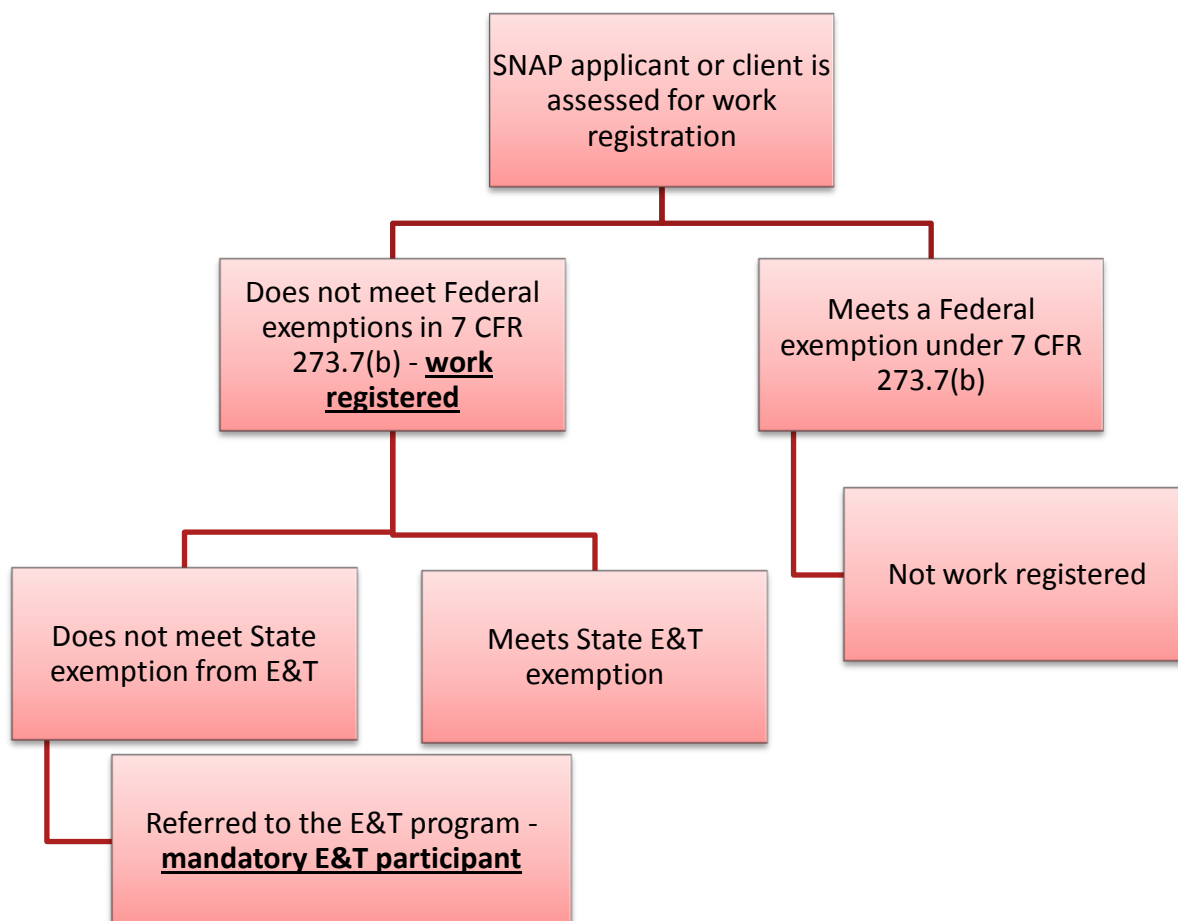 SNAP applicant or client is
assessed for work
registration
Does not meet Federal
exemptions in 7 CFR
273.7(b) - work
registered
Meets a Federal
exemption under 7 CFR
273.7(b)
Not work registered
Does not meet State
exemption from E&T
Meets State E&T
exemption
Referred to the E&T program -
mandatory E&T participant